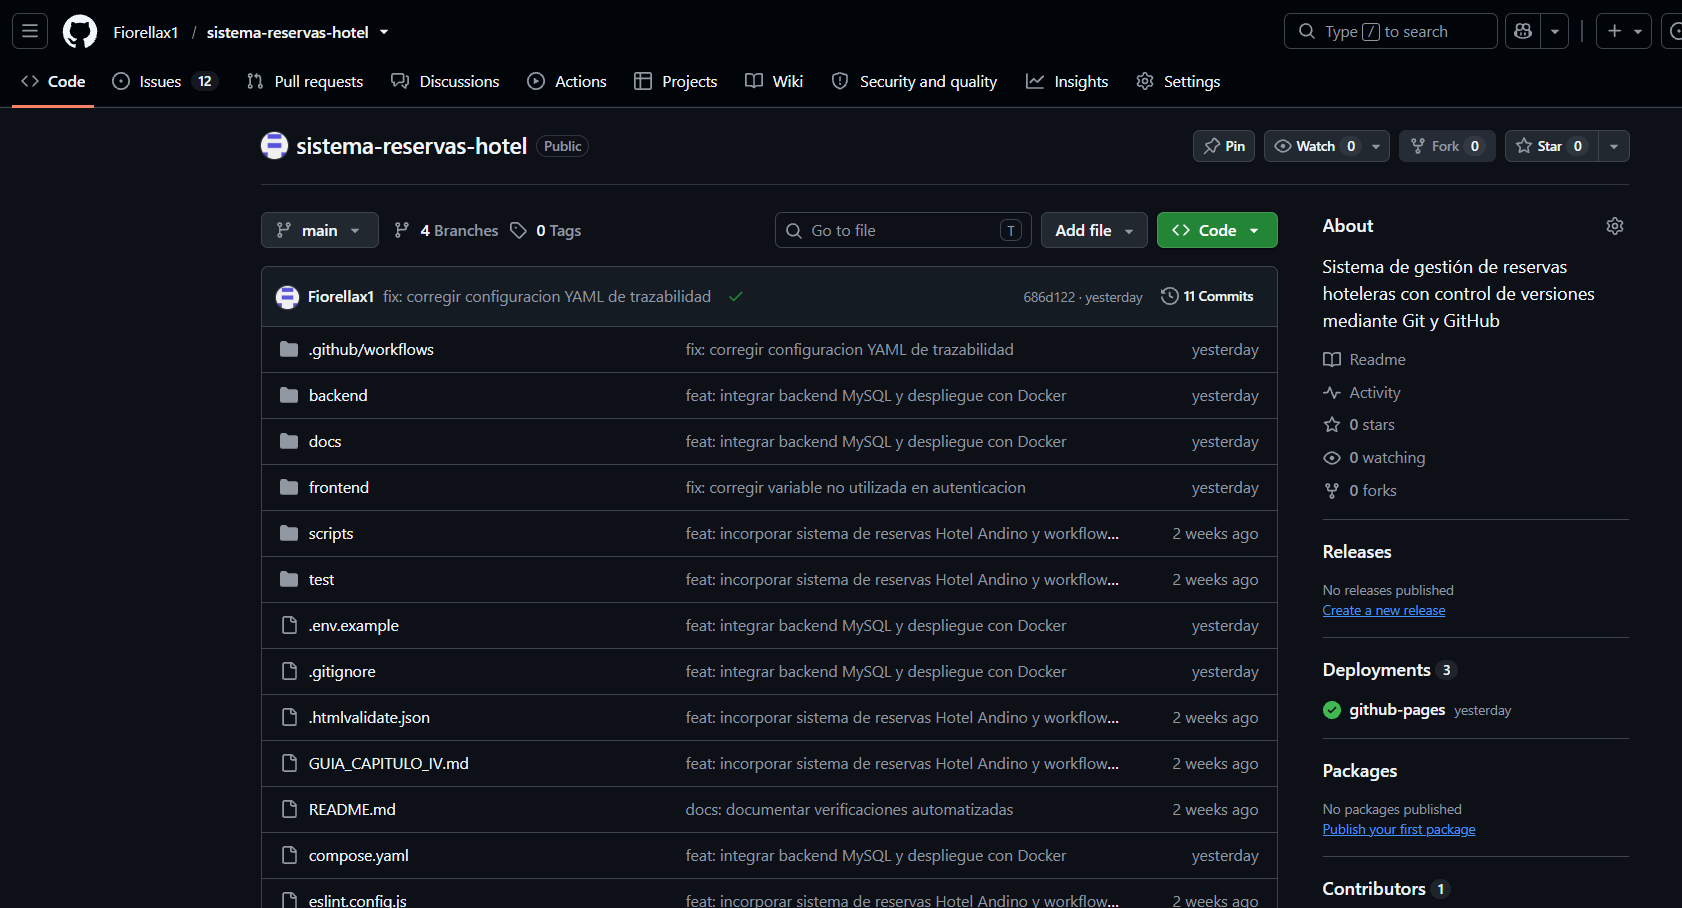 Fiorellax1 / sistema-reservas-hotel
Type / to search
Code
Issues 12
Pull requests
Discussions
Actions
Projects
Wiki
Security and quality
Insights
Settings
sistema-reservas-hotel Public
Pin
Watch 0
Fork 0
Star 0
main
4 Branches
0 Tags
Go to file T
Add file
Code
Fiorellax1 fix: corregir configuracion YAML de trazabilidad 686d122 · yesterday 11 Commits
.github/workflows fix: corregir configuracion YAML de trazabilidad yesterday
backend feat: integrar backend MySQL y despliegue con Docker yesterday
docs feat: integrar backend MySQL y despliegue con Docker yesterday
frontend fix: corregir variable no utilizada en autenticacion yesterday
scripts feat: incorporar sistema de reservas Hotel Andino y workflow... 2 weeks ago
test feat: incorporar sistema de reservas Hotel Andino y workflow... 2 weeks ago
.env.example feat: integrar backend MySQL y despliegue con Docker yesterday
.gitignore feat: integrar backend MySQL y despliegue con Docker yesterday
.htmlvalidate.json feat: incorporar sistema de reservas Hotel Andino y workflow... 2 weeks ago
GUIA_CAPITULO_IV.md feat: incorporar sistema de reservas Hotel Andino y workflow... 2 weeks ago
README.md docs: documentar verificaciones automatizadas 2 weeks ago
compose.yaml feat: integrar backend MySQL y despliegue con Docker yesterday
eslint.config.js feat: incorporar sistema de reservas Hotel Andino y workflow... 2 weeks ago
About
Sistema de gestión de reservas
hoteleras con control de versiones
mediante Git y GitHub
Readme
Activity
0 stars
0 watching
0 forks
Releases
No releases published
Create a new release
Deployments 3
github-pages yesterday
Packages
No packages published
Publish your first package
Contributors 1